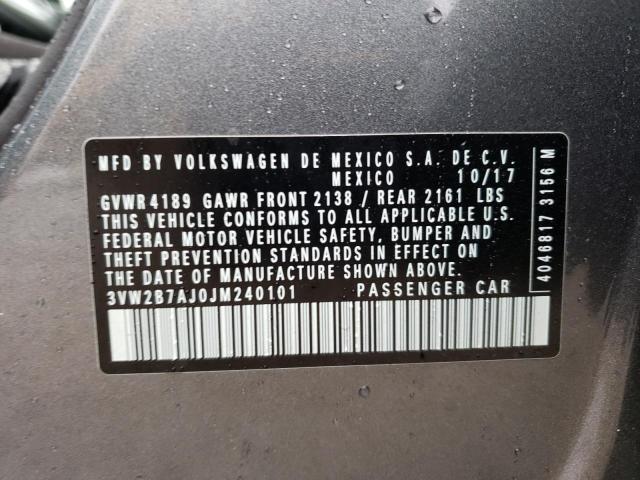 MFD BY VOLKSWAGEN DE MEXICO S.A. DE C.V.
MEXICO 10/17
GVWR 4189 GAWR FRONT 2138 / REAR 2161 LBS
THIS VEHICLE CONFORMS TO ALL APPLICABLE U.S.
FEDERAL MOTOR VEHICLE SAFETY, BUMPER AND
THEFT PREVENTION STANDARDS IN EFFECT ON
THE DATE OF MANUFACTURE SHOWN ABOVE.
3VW2B7AJ0JM240101 PASSENGER CAR
4046817 3156 M